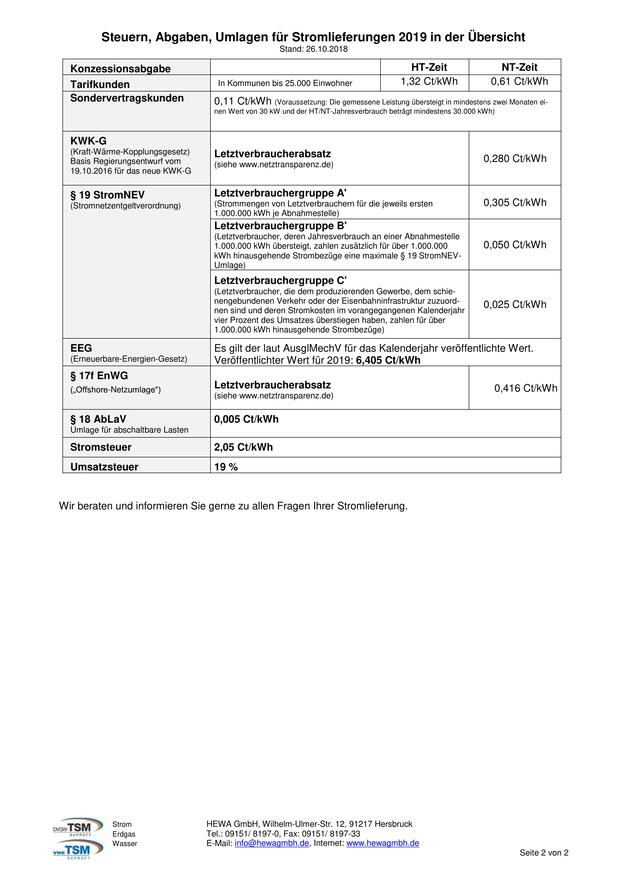 Steuern, Abgaben, Umlagen für Stromlieferungen 2019 in der Übersicht
Stand: 26.10.2018
Konzessionsabgabe HT-Zeit NT-Zeit
Tarifkunden In Kommunen bis 25.000 Einwohner 1,32 Ct/kWh 0,61 Ct/kWh
Sondervertragskunden
0,11 Ct/kWh (Voraussetzung: Die gemessene Leistung übersteigt in mindestens zwei Monaten ei-
nen Wert von 30 kW und der HT/NT-Jahresverbrauch beträgt mindestens 30.000 kWh)
KWK-G
(Kraft-Wärme-Kopplungsgesetz)
Basis Regierungsentwurf vom
19.10.2016 für das neue KWK-G
Letztverbraucherabsatz
(siehe www.netztransparenz.de)
0,280 Ct/kWh
§ 19 StromNEV
(Stromnetzentgeltverordnung)
Letztverbrauchergruppe A'
(Strommengen von Letztverbrauchern für die jeweils ersten
1.000.000 kWh je Abnahmestelle)
0,305 Ct/kWh
Letztverbrauchergruppe B'
(Letztverbraucher, deren Jahresverbrauch an einer Abnahmestelle
1.000.000 kWh übersteigt, zahlen zusätzlich für über 1.000.000
kWh hinausgehende Strombezüge eine maximale § 19 StromNEV-
Umlage)
0,050 Ct/kWh
Letztverbrauchergruppe C'
(Letztverbraucher, die dem produzierenden Gewerbe, dem schie-
nengebundenen Verkehr oder der Eisenbahninfrastruktur zuzuord-
nen sind und deren Stromkosten im vorangegangenen Kalenderjahr
vier Prozent des Umsatzes überstiegen haben, zahlen für über
1.000.000 kWh hinausgehende Strombezüge)
0,025 Ct/kWh
EEG
(Erneuerbare-Energien-Gesetz)
Es gilt der laut AusglMechV für das Kalenderjahr veröffentlichte Wert.
Veröffentlichter Wert für 2019: 6,405 Ct/kWh
§ 17f EnWG
(„Offshore-Netzumlage")
Letztverbraucherabsatz
(siehe www.netztransparenz.de)
0,416 Ct/kWh
§ 18 AbLaV
Umlage für abschaltbare Lasten
0,005 Ct/kWh
Stromsteuer 2,05 Ct/kWh
Umsatzsteuer 19 %
Wir beraten und informieren Sie gerne zu allen Fragen Ihrer Stromlieferung.
DVGW TSM
GEPRÜFT
VDE TSM
GEPRÜFT
Strom
Erdgas
Wasser
HEWA GmbH, Wilhelm-Ulmer-Str. 12, 91217 Hersbruck
Tel.: 09151/ 8197-0, Fax: 09151/ 8197-33
E-Mail: info@hewagmbh.de, Internet: www.hewagmbh.de
Seite 2 von 2